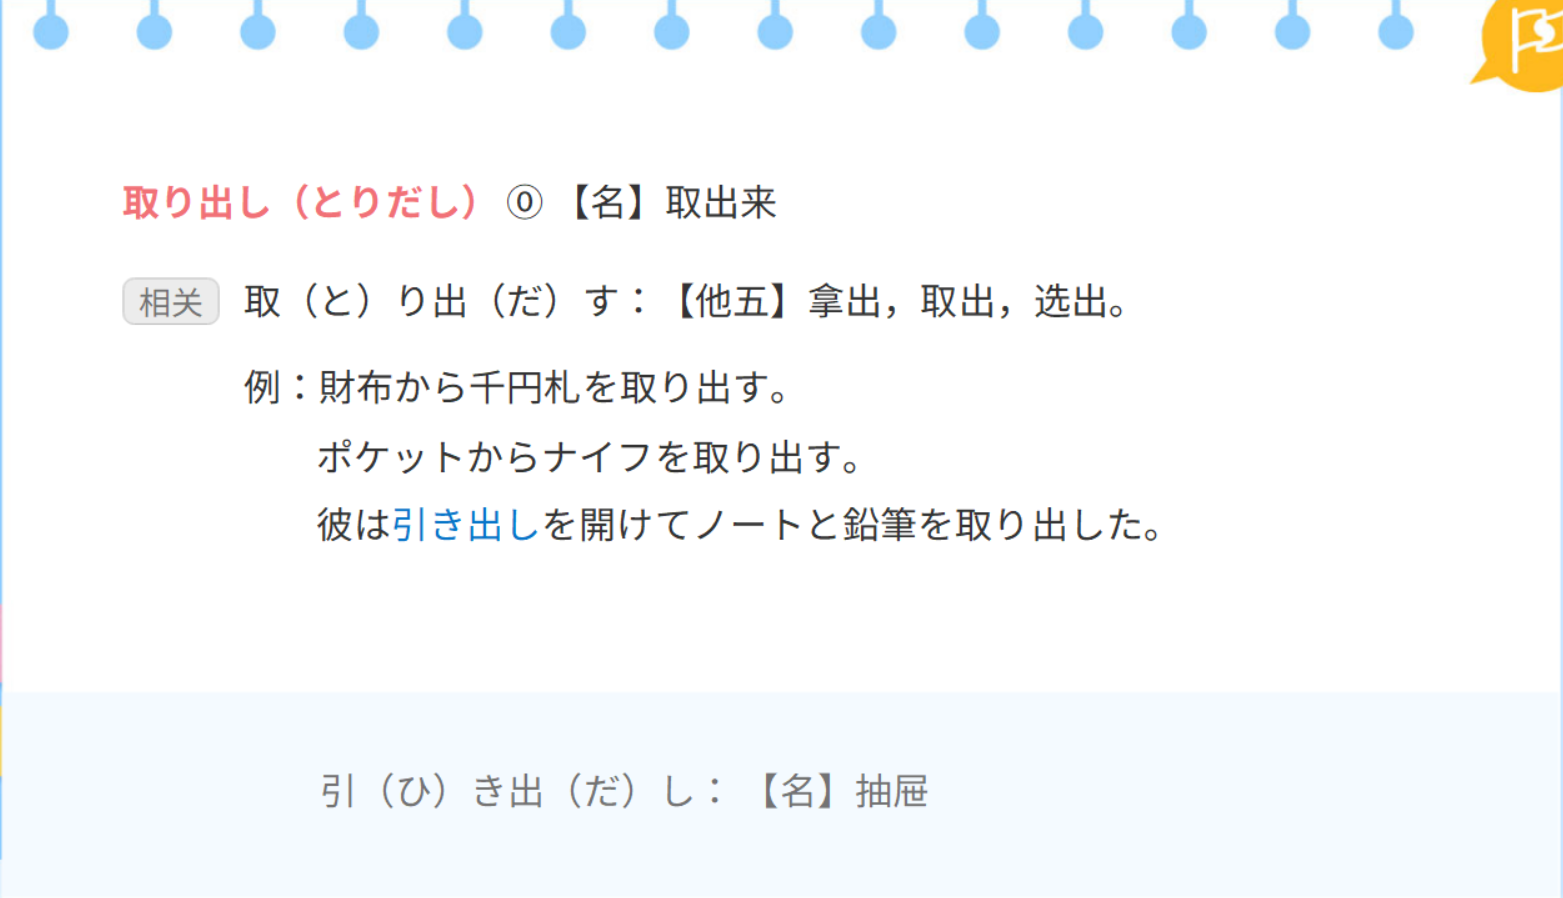 取り出し（とりだし） ⓪ 【名】取出来
相关 取（と）り出（だ）す：【他五】拿出，取出，选出。
例：財布から千円札を取り出す。
ポケットからナイフを取り出す。
彼は引き出しを開けてノートと鉛筆を取り出した。
引（ひ）き出（だ）し：【名】抽屉